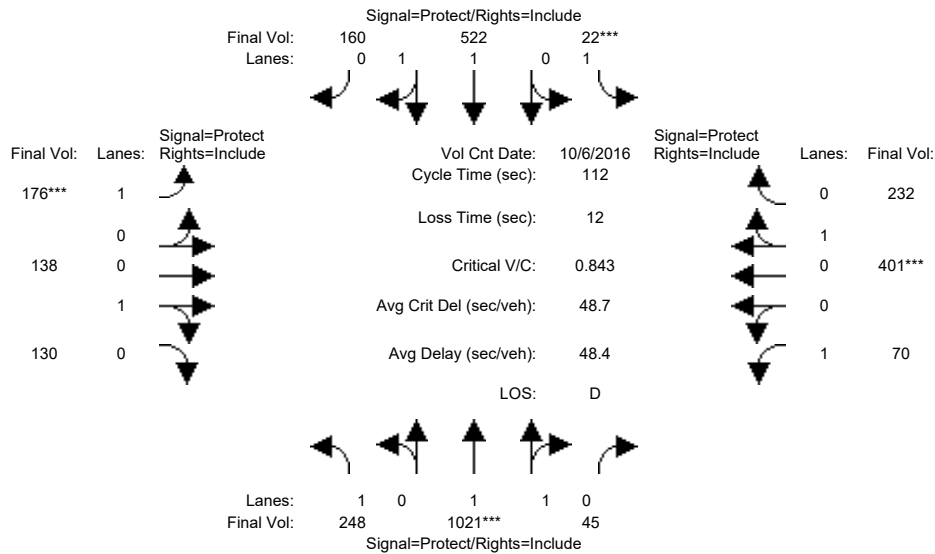 Signal=Protect/Rights=Include
Final Vol: 160 522 22***
Lanes: 0 1 1 0 1
Signal=Protect
Final Vol: Lanes: Rights=Include
Vol Cnt Date: 10/6/2016
Signal=Protect
Rights=Include Lanes: Final Vol:
Cycle Time (sec): 112
176*** 1
0 232
Loss Time (sec): 12
0
1
138 0
Critical V/C: 0.843
0 401***
1
Avg Crit Del (sec/veh): 48.7
0
130 0
Avg Delay (sec/veh): 48.4
1 70
LOS: D
Lanes: 1 0 1 1 0
Final Vol: 248 1021*** 45
Signal=Protect/Rights=Include